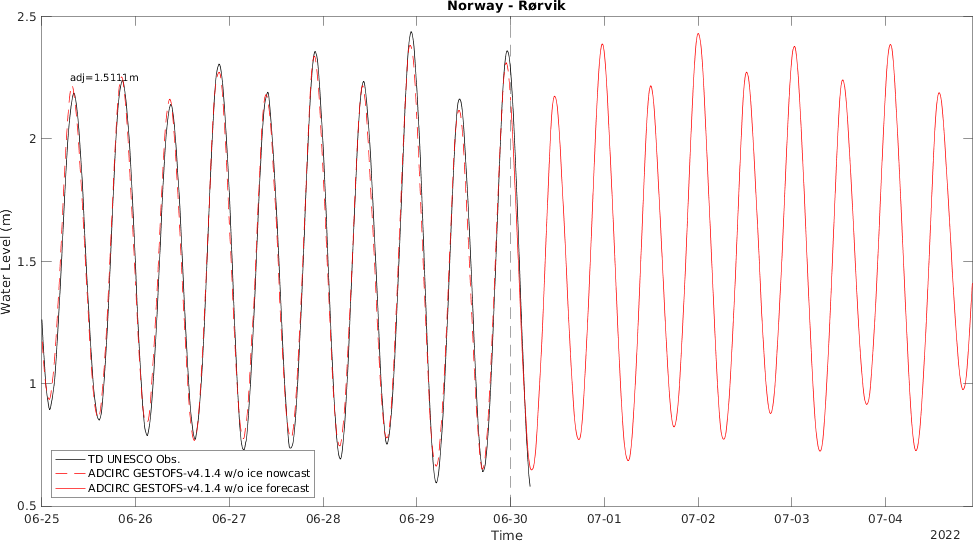 Norway - Rørvik
2.5
adj=1.5111m
2
1.5
Water Level (m)
1
TD UNESCO Obs.
ADCIRC GESTOFS-v4.1.4 w/o ice nowcast
ADCIRC GESTOFS-v4.1.4 w/o ice forecast
0.5
06-25 06-26 06-27 06-28 06-29 06-30 07-01 07-02 07-03 07-04
Time
2022